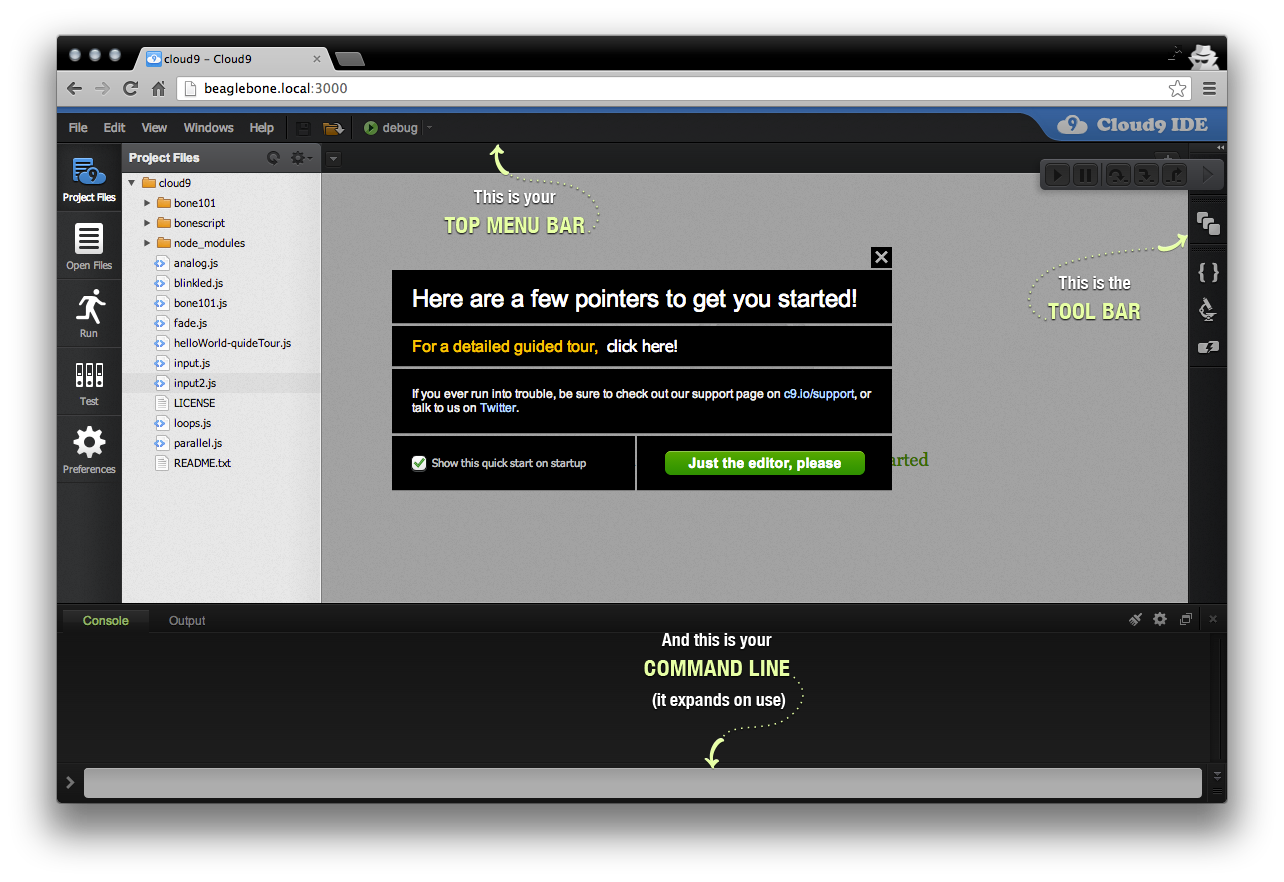 cloud9 – Cloud9
beaglebone.local:3000
File Edit View Windows Help debug
9 Cloud9 IDE
Project Files
Project Files
Open Files
Run
Test
Preferences
cloud9
bone101
bonescript
node_modules
analog.js
blinkled.js
bone101.js
fade.js
helloWorld-quideTour.js
input.js
input2.js
LICENSE
loops.js
parallel.js
README.txt
This is your
TOP MENU BAR
This is the
TOOL BAR
Here are a few pointers to get you started!
For a detailed guided tour, click here!
If you ever run into trouble, be sure to check out our support page on c9.io/support, or
talk to us on Twitter.
Show this quick start on startup
Just the editor, please
arted
Console Output
And this is your
COMMAND LINE
(it expands on use)